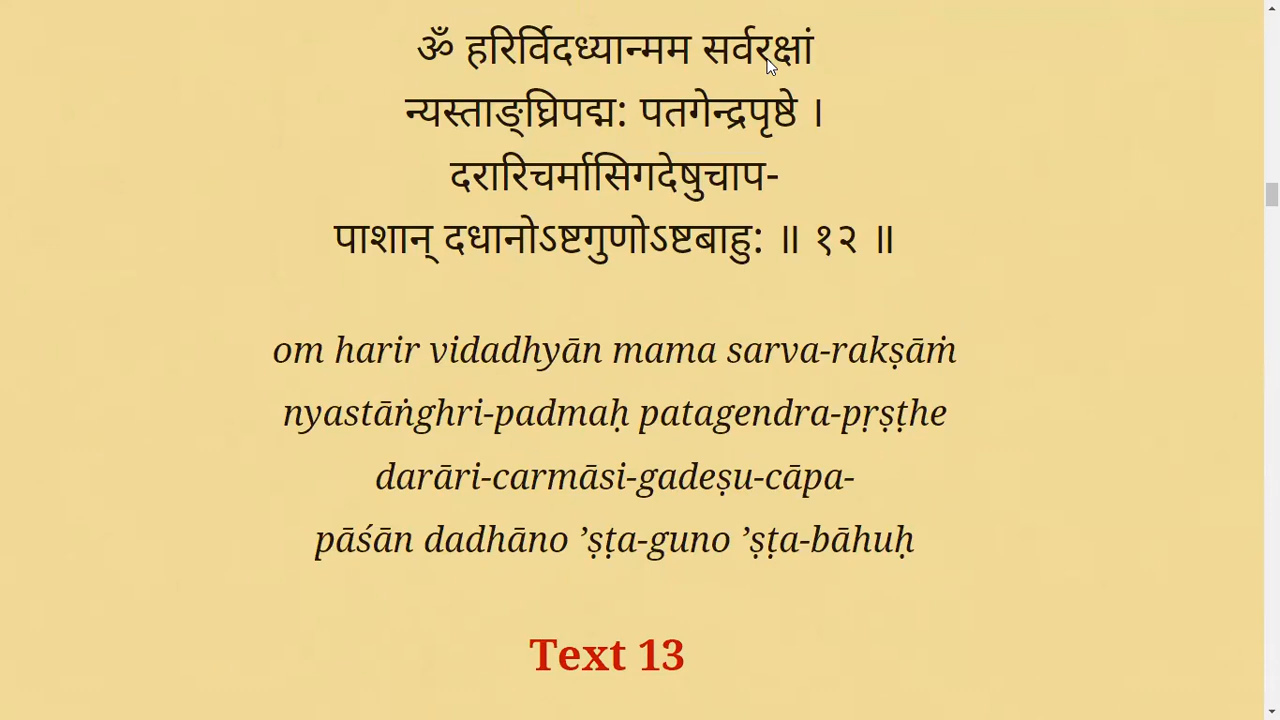 ॐ हरिर्विदध्यान्मम सर्वरक्षां
न्यस्ताङ्‍घ्रिपद्म: पतगेन्द्रपृष्ठे ।
दरारिचर्मासिगदेषुचाप-
पाशान् दधानोऽष्टगुणोऽष्टबाहु: ॥ १२ ॥
om harir vidadhyān mama sarva-rakṣāṁ
nyastāṅghri-padmaḥ patagendra-pṛṣṭhe
darāri-carmāsi-gadeṣu-cāpa-
pāśān dadhāno ’ṣṭa-guno ’ṣṭa-bāhuḥ
Text 13